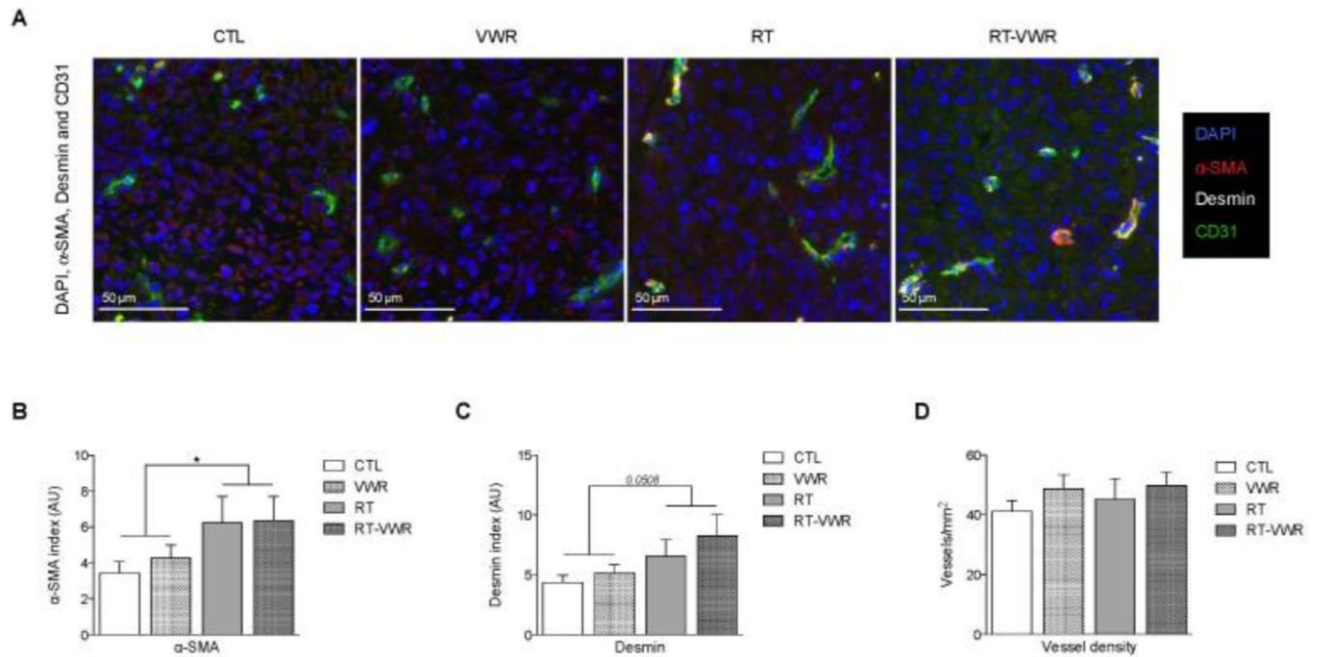 A
CTL VWR RT RT-VWR
DAPI, α-SMA, Desmin and CD31
50 µm 50 µm 50 µm 50 µm
DAPI
α-SMA
Desmin
CD31
B
α-SMA index (AU)
10
8
6
4
2
0
*
α-SMA
CTL
VWR
RT
RT-VWR
C
Desmin index (AU)
15
10
5
0
0.0508
Desmin
CTL
VWR
RT
RT-VWR
D
Vessels/mm2
60
40
20
0
Vessel density
CTL
VWR
RT
RT-VWR